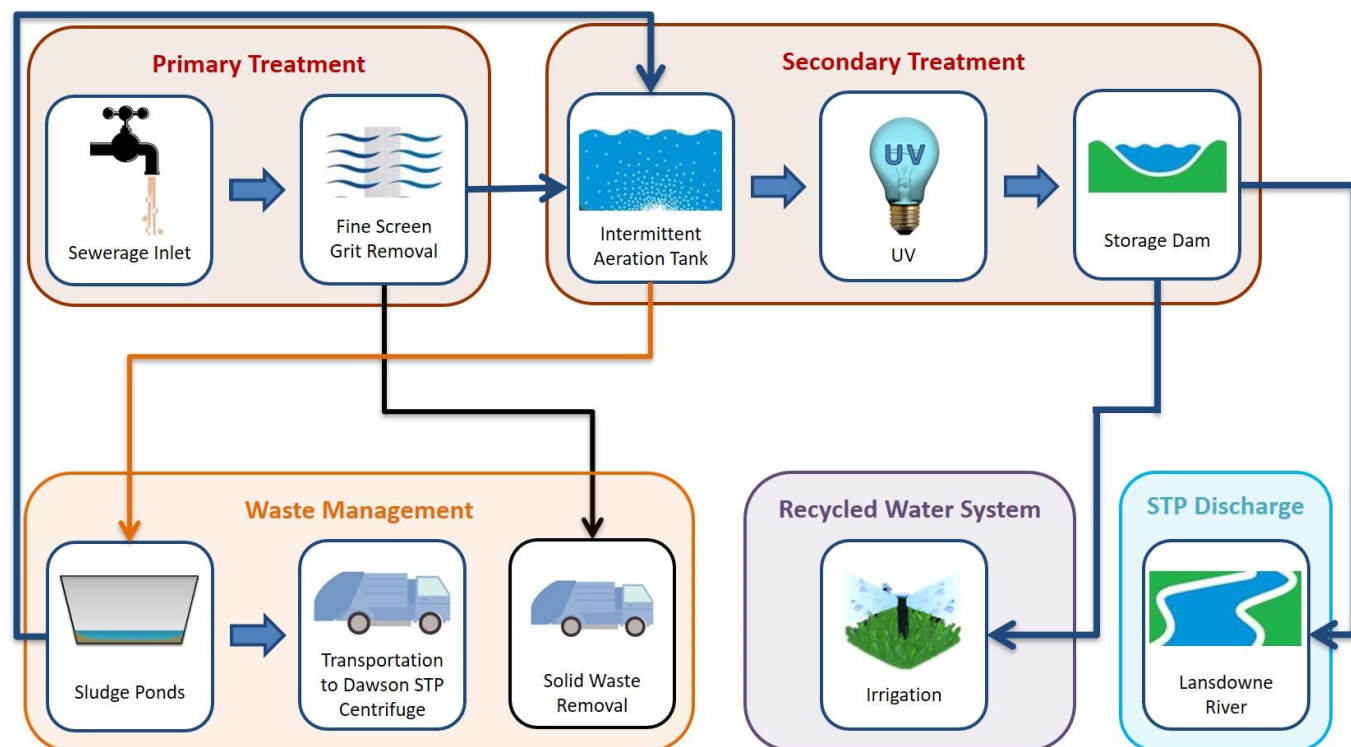 Primary Treatment
Sewerage Inlet
Fine Screen
Grit Removal
Secondary Treatment
Intermittent
Aeration Tank
UV
UV
Storage Dam
Waste Management
Sludge Ponds
Transportation
to Dawson STP
Centrifuge
Solid Waste
Removal
Recycled Water System
Irrigation
STP Discharge
Lansdowne
River